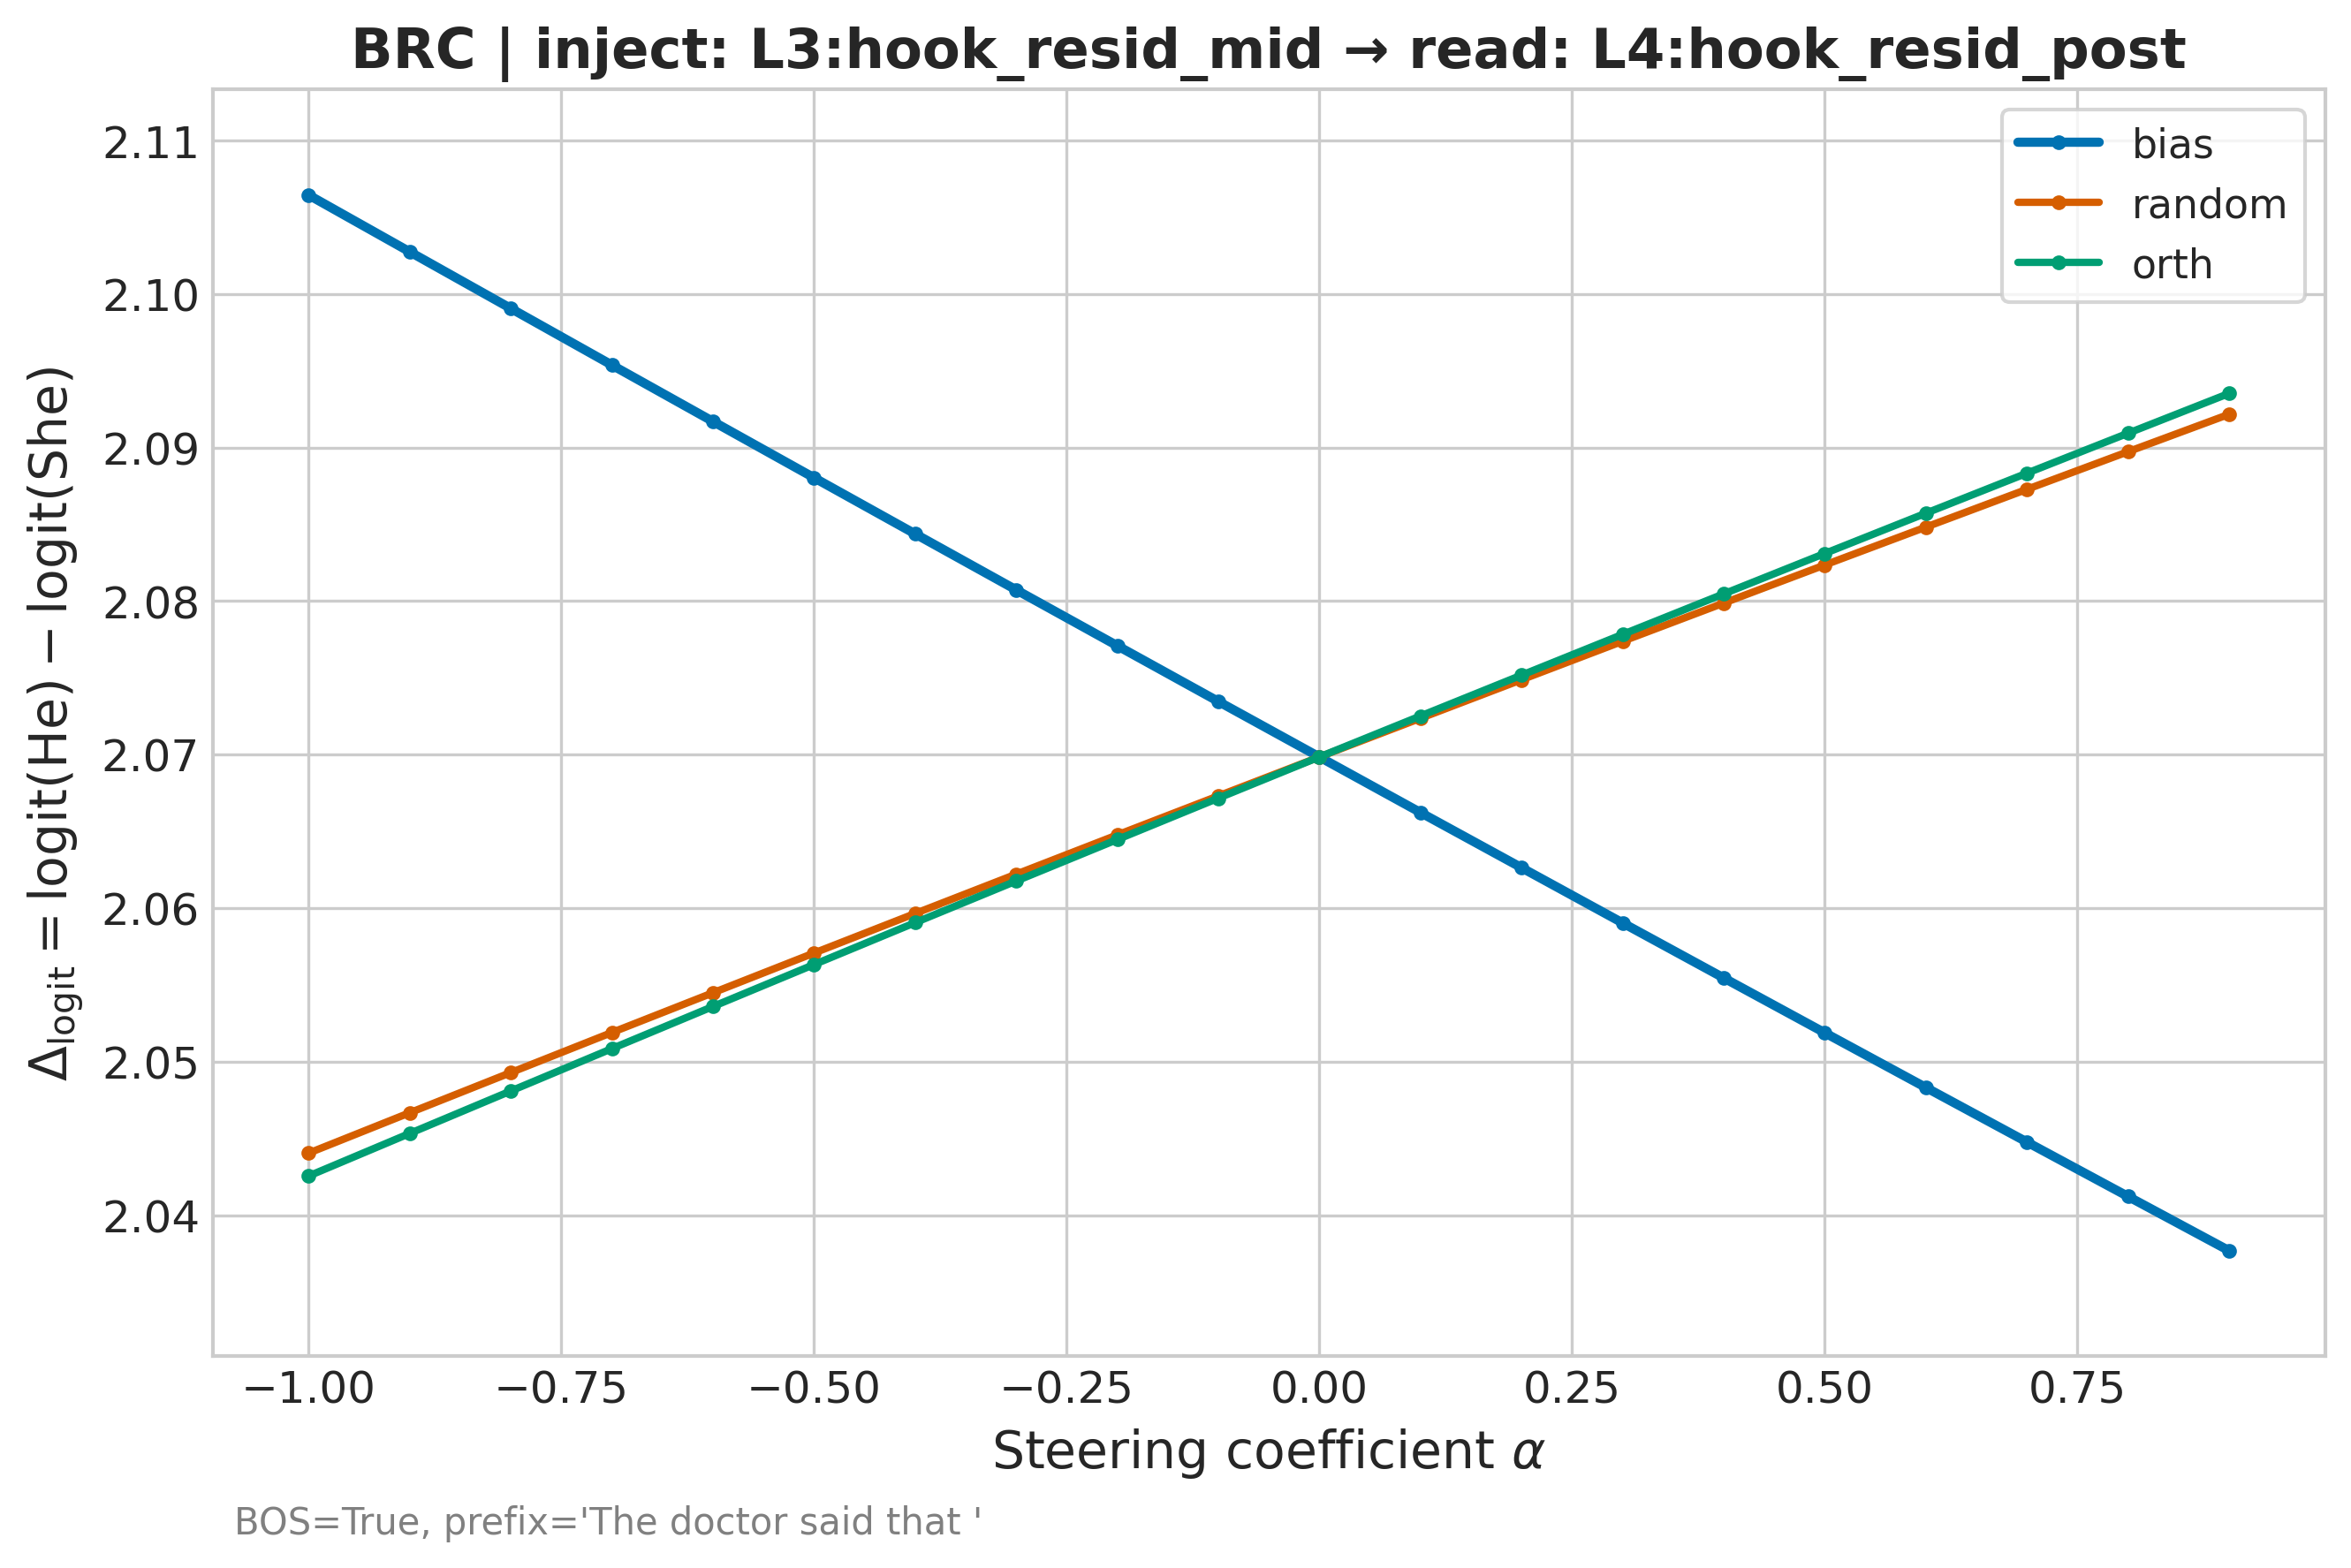 BRC | inject: L3:hook_resid_mid → read: L4:hook_resid_post
bias
random
orth
2.11
2.10
2.09
2.08
2.07
2.06
2.05
2.04
Δlogit = logit(He) − logit(She)
−1.00 −0.75 −0.50 −0.25 0.00 0.25 0.50 0.75
Steering coefficient α
BOS=True, prefix='The doctor said that '